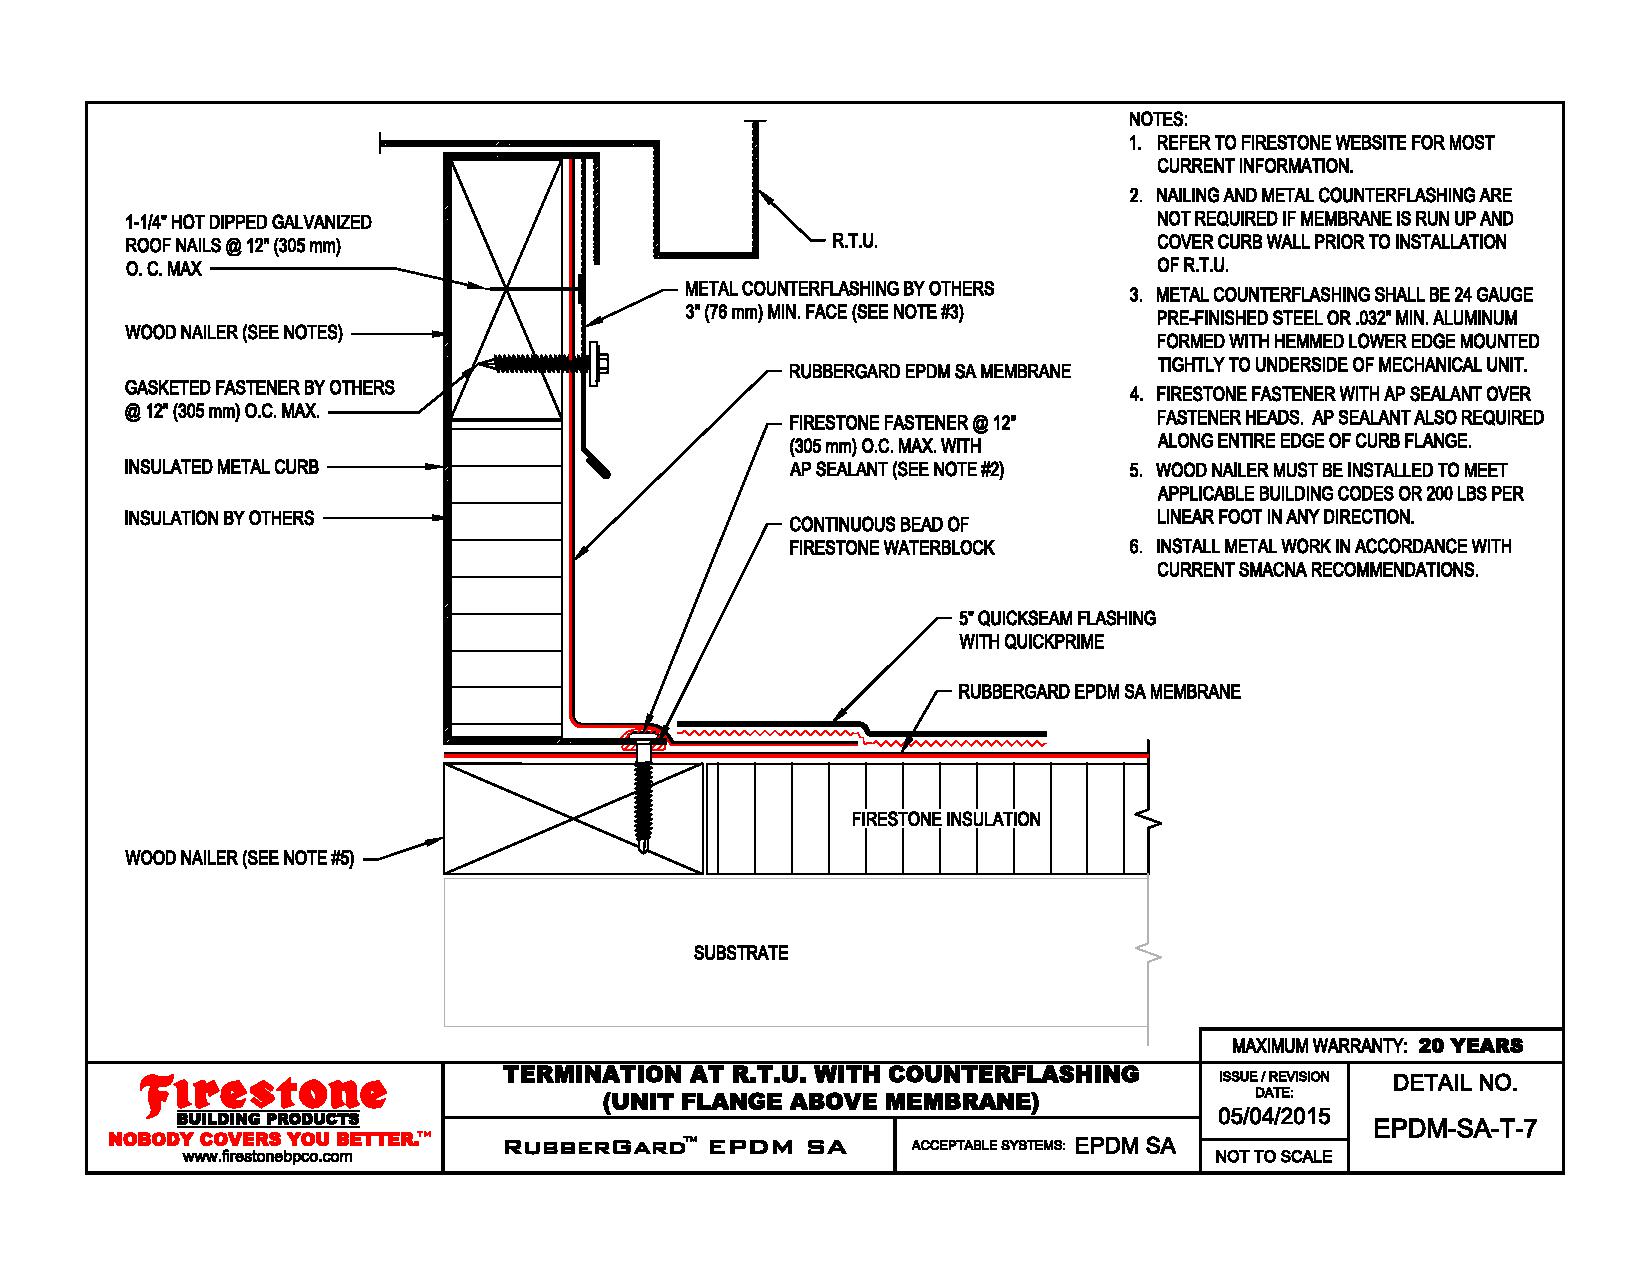 NOTES:
1. REFER TO FIRESTONE WEBSITE FOR MOST
CURRENT INFORMATION.
2. NAILING AND METAL COUNTERFLASHING ARE
NOT REQUIRED IF MEMBRANE IS RUN UP AND
COVER CURB WALL PRIOR TO INSTALLATION
OF R.T.U.
3. METAL COUNTERFLASHING SHALL BE 24 GAUGE
PRE-FINISHED STEEL OR .032" MIN. ALUMINUM
FORMED WITH HEMMED LOWER EDGE MOUNTED
TIGHTLY TO UNDERSIDE OF MECHANICAL UNIT.
4. FIRESTONE FASTENER WITH AP SEALANT OVER
FASTENER HEADS. AP SEALANT ALSO REQUIRED
ALONG ENTIRE EDGE OF CURB FLANGE.
5. WOOD NAILER MUST BE INSTALLED TO MEET
APPLICABLE BUILDING CODES OR 200 LBS PER
LINEAR FOOT IN ANY DIRECTION.
6. INSTALL METAL WORK IN ACCORDANCE WITH
CURRENT SMACNA RECOMMENDATIONS.
1-1/4" HOT DIPPED GALVANIZED
ROOF NAILS @ 12" (305 mm)
O. C. MAX
WOOD NAILER (SEE NOTES)
GASKETED FASTENER BY OTHERS
@ 12" (305 mm) O.C. MAX.
INSULATED METAL CURB
INSULATION BY OTHERS
WOOD NAILER (SEE NOTE #5)
R.T.U.
METAL COUNTERFLASHING BY OTHERS
3" (76 mm) MIN. FACE (SEE NOTE #3)
RUBBERGARD EPDM SA MEMBRANE
FIRESTONE FASTENER @ 12"
(305 mm) O.C. MAX. WITH
AP SEALANT (SEE NOTE #2)
CONTINUOUS BEAD OF
FIRESTONE WATERBLOCK
5" QUICKSEAM FLASHING
WITH QUICKPRIME
RUBBERGARD EPDM SA MEMBRANE
FIRESTONE INSULATION
SUBSTRATE
MAXIMUM WARRANTY: 20 YEARS
Firestone
BUILDING PRODUCTS
NOBODY COVERS YOU BETTER.™
www.firestonebpco.com
TERMINATION AT R.T.U. WITH COUNTERFLASHING
(UNIT FLANGE ABOVE MEMBRANE)
RUBBERGARD™ EPDM SA
ACCEPTABLE SYSTEMS: EPDM SA
ISSUE / REVISION
DATE:
05/04/2015
NOT TO SCALE
DETAIL NO.
EPDM-SA-T-7